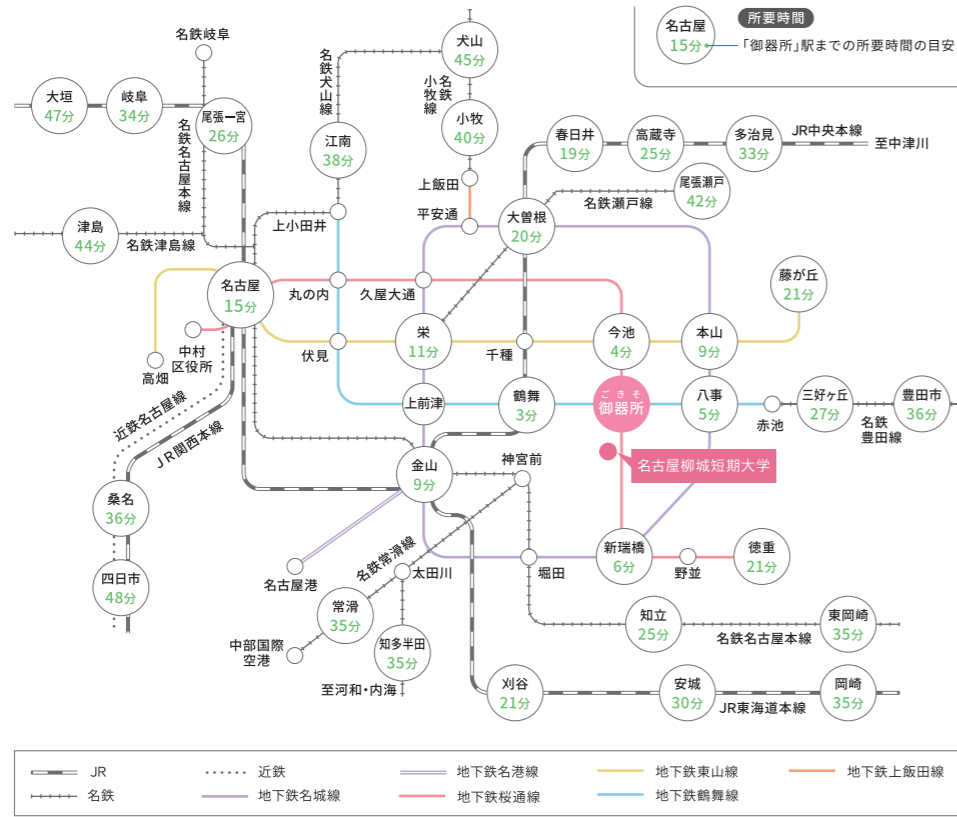 所要時間
名古屋
15分
「御器所」駅までの所要時間の目安
名鉄岐阜
犬山
45分
名鉄犬山線
名鉄
小牧線
大垣
47分
岐阜
34分
尾張一宮
26分
小牧
40分
江南
38分
春日井
19分
高蔵寺
25分
多治見
33分
JR中央本線
至中津川
名鉄名古屋本線
上飯田
尾張瀬戸
42分
名鉄瀬戸線
津島
44分
名鉄津島線
上小田井
平安通
大曽根
20分
名古屋
15分
丸の内
久屋大通
藤が丘
21分
中村
区役所
高畑
伏見
栄
11分
千種
今池
4分
本山
9分
上前津
鶴舞
3分
ごきそ
御器所
八事
5分
赤池
三好ヶ丘
27分
名鉄
豊田線
豊田市
36分
近鉄名古屋線
JR関西本線
名古屋柳城短期大学
金山
9分
神宮前
桑名
36分
四日市
48分
名古屋港
名鉄常滑線
太田川
堀田
新瑞橋
6分
野並
徳重
21分
常滑
35分
中部国際
空港
知多半田
35分
至河和・内海
知立
25分
名鉄名古屋本線
東岡崎
35分
刈谷
21分
安城
30分
JR東海道本線
岡崎
35分
JR
近鉄
地下鉄名港線
地下鉄東山線
地下鉄上飯田線
名鉄
地下鉄名城線
地下鉄桜通線
地下鉄鶴舞線